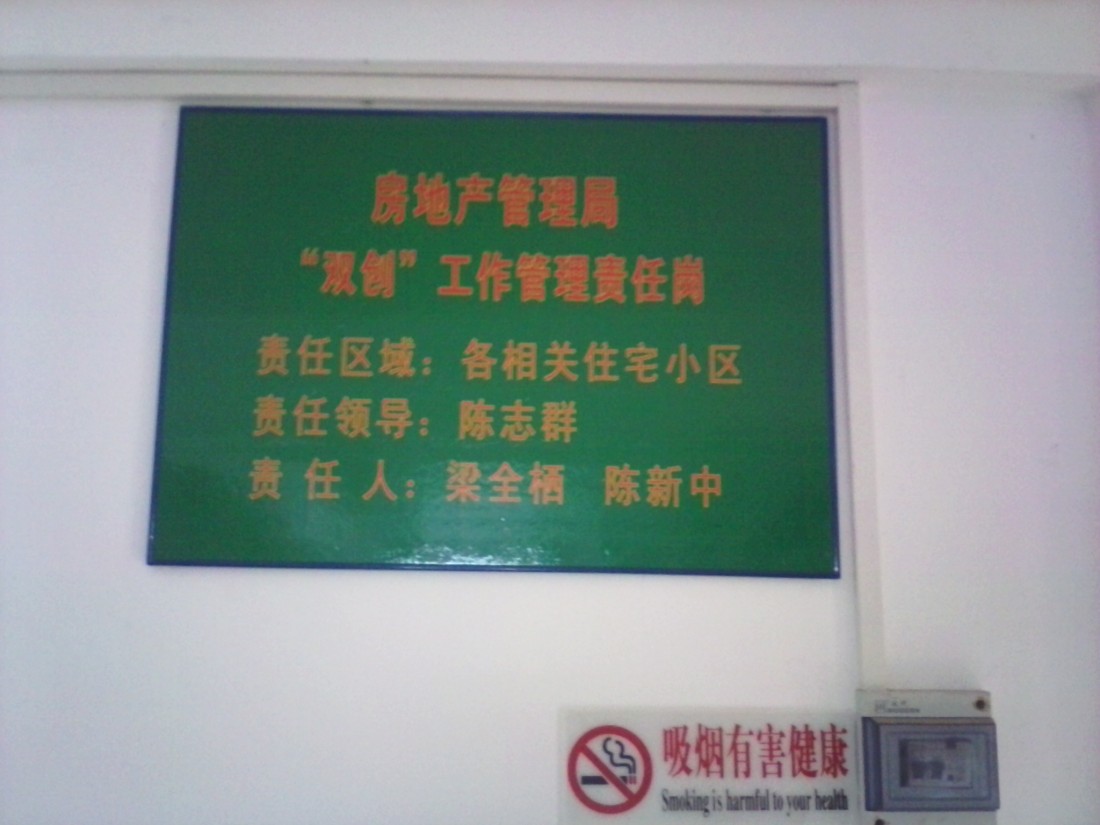 房地产管理局
“双创”工作管理责任岗
责任区域：各相关住宅小区
责任领导：陈志群
责任人：梁全栖 陈新中
吸烟有害健康
Smoking is harmful to your health